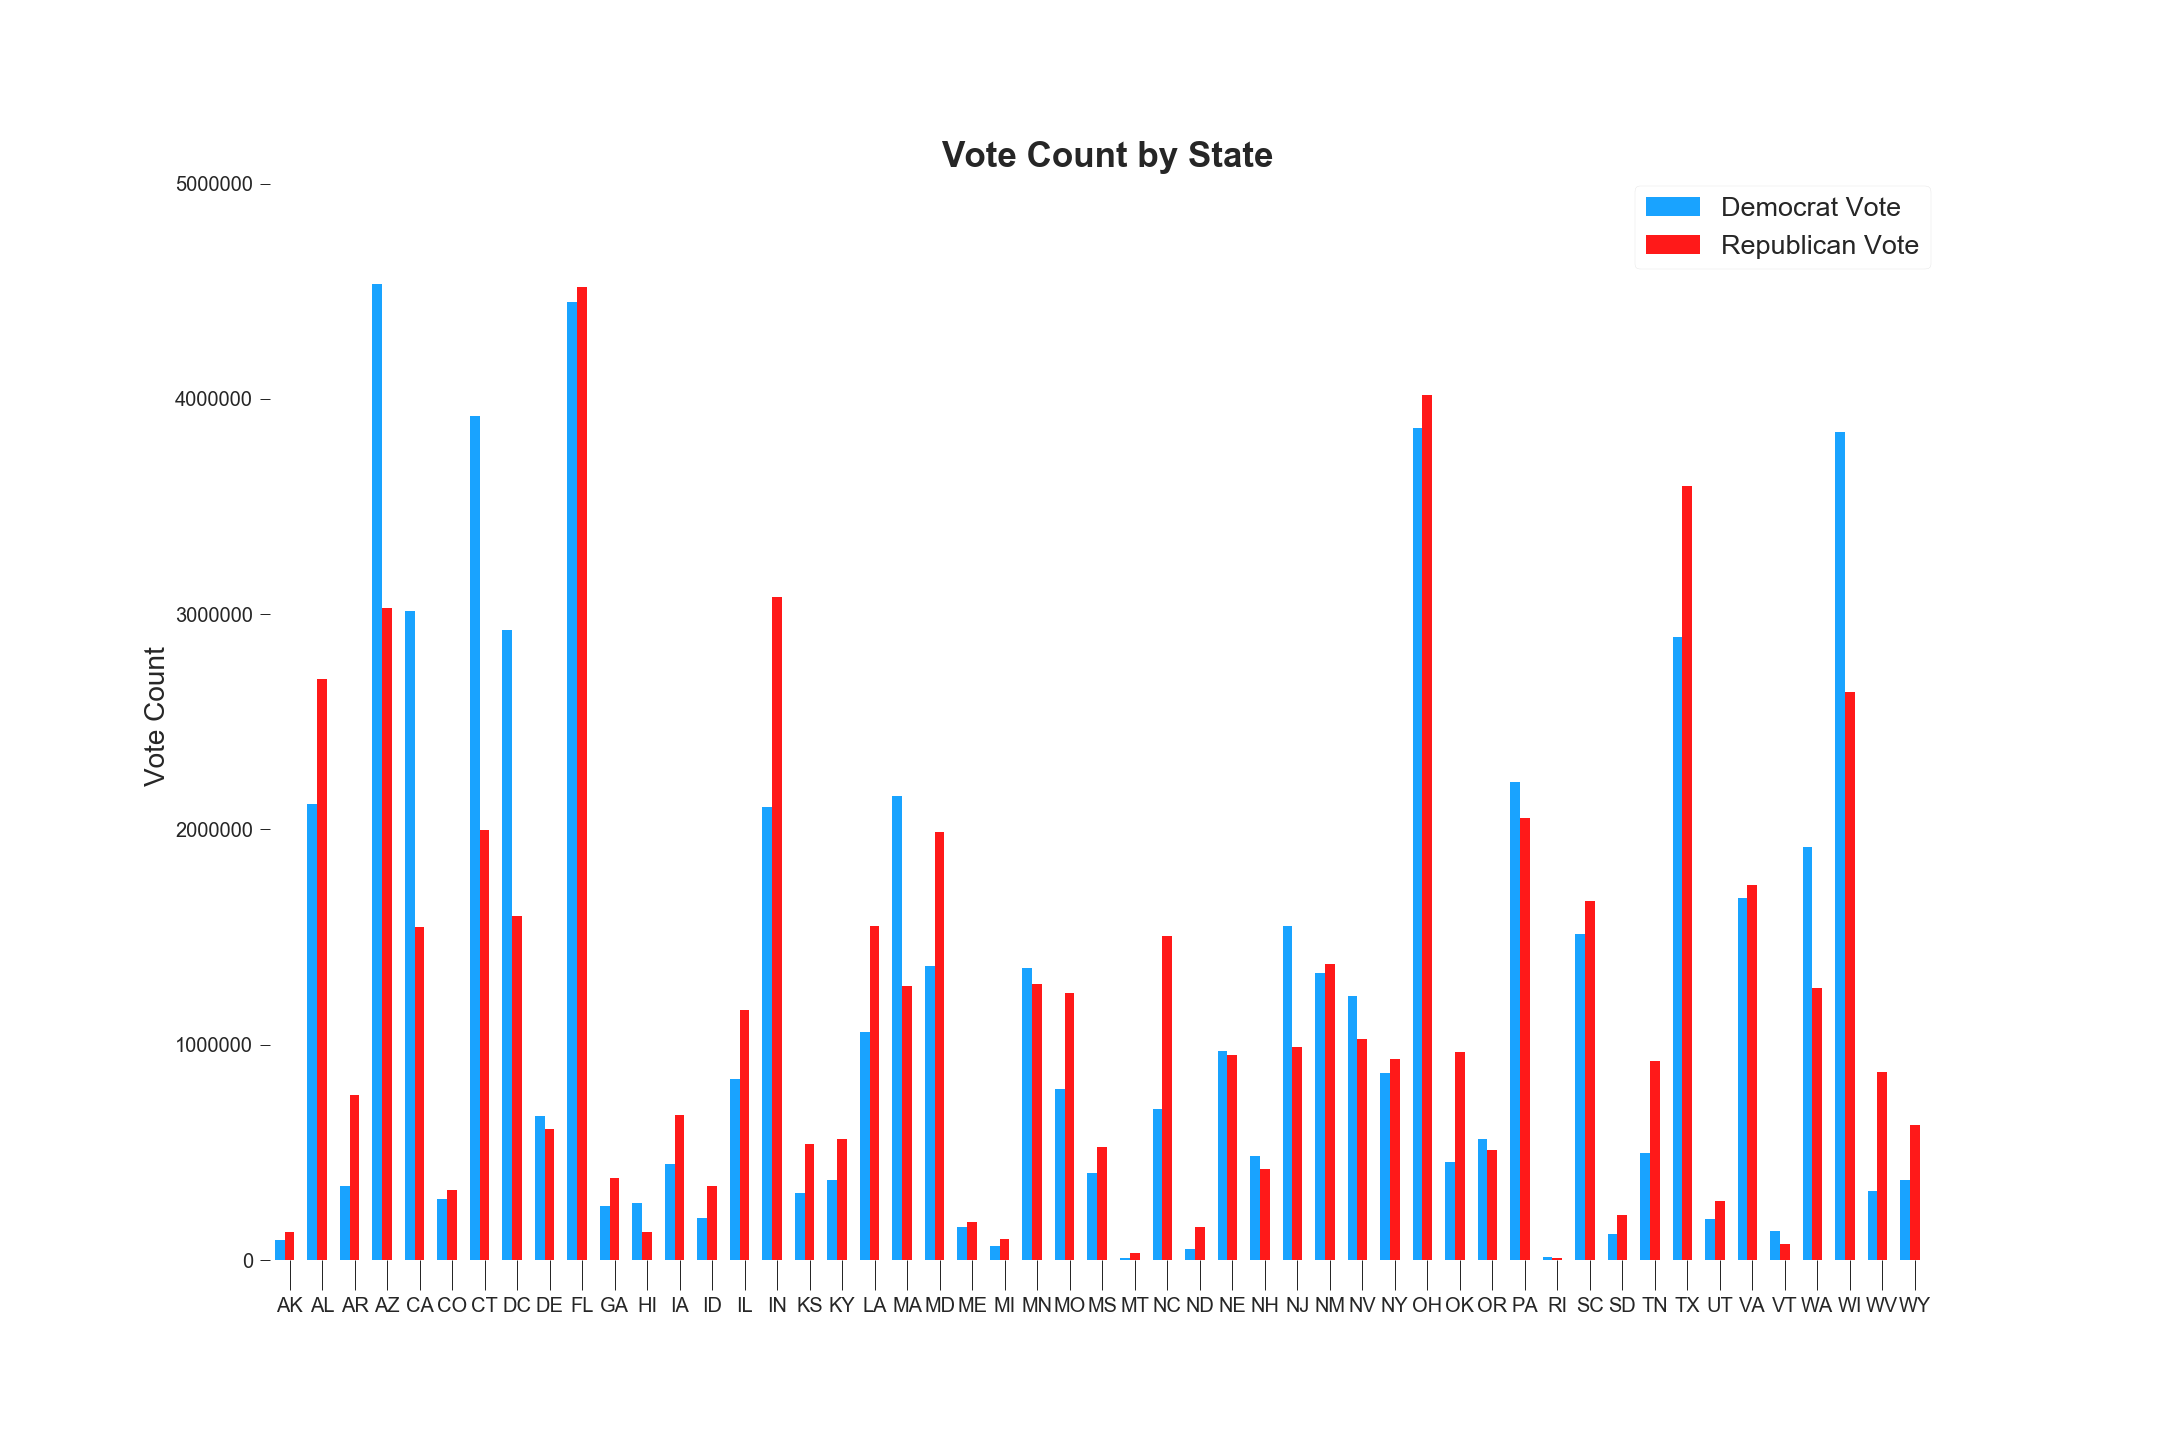 Vote Count by State
5000000
4000000
3000000
2000000
1000000
0
Vote Count
Democrat Vote
Republican Vote
AK AL AR AZ CA CO CT DC DE FL GA HI IA ID IL IN KS KY LA MA MD ME MI MN MO MS MT NC ND NE NH NJ NM NV NY OH OK OR PA RI SC SD TN TX UT VA VT WA WI WV WY